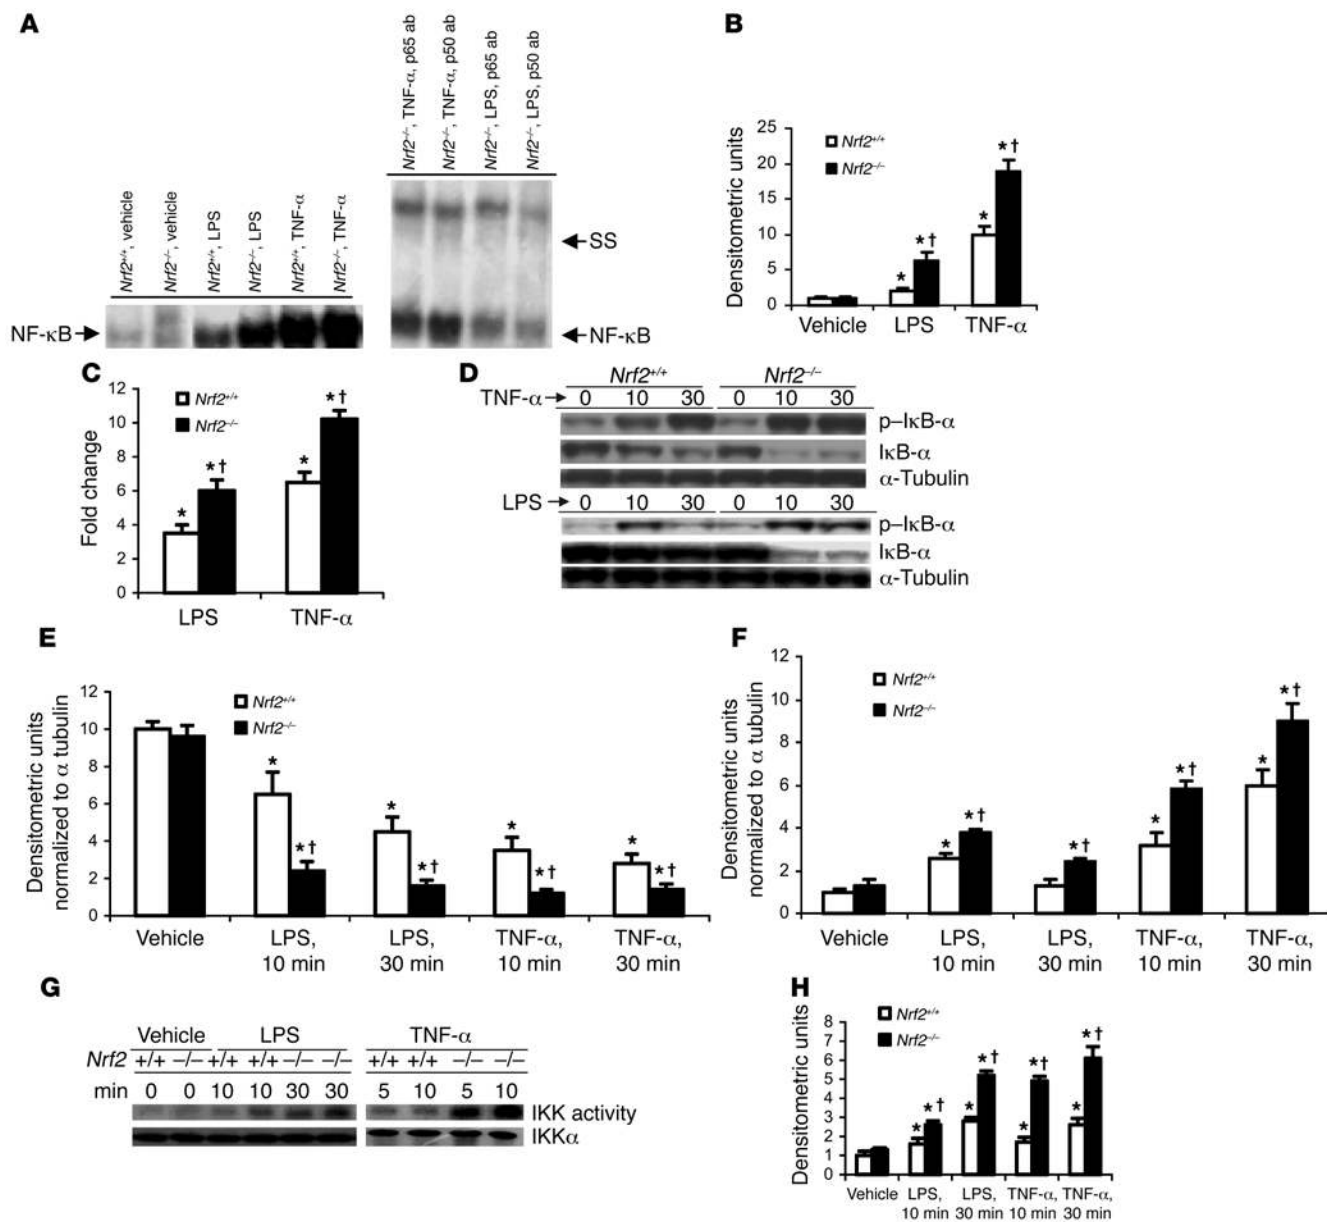 A
Nrf2+/+, vehicle
Nrf2–/–, vehicle
Nrf2+/+, LPS
Nrf2–/–, LPS
Nrf2+/+, TNF-α
Nrf2–/–, TNF-α
NF-κB
Nrf2–/–, TNF-α, p65 ab
Nrf2–/–, TNF-α, p50 ab
Nrf2–/–, LPS, p65 ab
Nrf2–/–, LPS, p50 ab
SS
NF-κB
B
Densitometric units
25
20
15
10
5
0
Nrf2+/+
Nrf2–/–
*
*†
*
*†
Vehicle LPS TNF-α
C
Fold change
12
10
8
6
4
2
0
Nrf2+/+
Nrf2–/–
*
*†
*
*†
LPS TNF-α
D
Nrf2+/+ Nrf2–/–
TNF-α 0 10 30 0 10 30
p–IκB-α
IκB-α
α-Tubulin
LPS 0 10 30 0 10 30
p–IκB-α
IκB-α
α-Tubulin
E
Densitometric units
normalized to α tubulin
12
10
8
6
4
2
0
Nrf2+/+
Nrf2–/–
*
*†
*
*†
*
*†
*
*†
Vehicle LPS, LPS, TNF-α, TNF-α,
10 min 30 min 10 min 30 min
F
Densitometric units
normalized to α tubulin
12
10
8
6
4
2
0
Nrf2+/+
Nrf2–/–
*
*†
*†
*
*†
*
*†
Vehicle LPS, LPS, TNF-α, TNF-α,
10 min 30 min 10 min 30 min
G
Vehicle LPS TNF-α
Nrf2 +/+ –/– +/+ +/+ –/– –/– +/+ +/+ –/– –/–
min 0 0 10 10 30 30 5 10 5 10
IKK activity
IKKα
H
Densitometric units
8
7
6
5
4
3
2
1
0
Nrf2+/+
Nrf2–/–
*
*†
*
*†
*
*†
*
*†
Vehicle LPS, LPS, TNF-α, TNF-α,
10 min 30 min 10 min 30 min